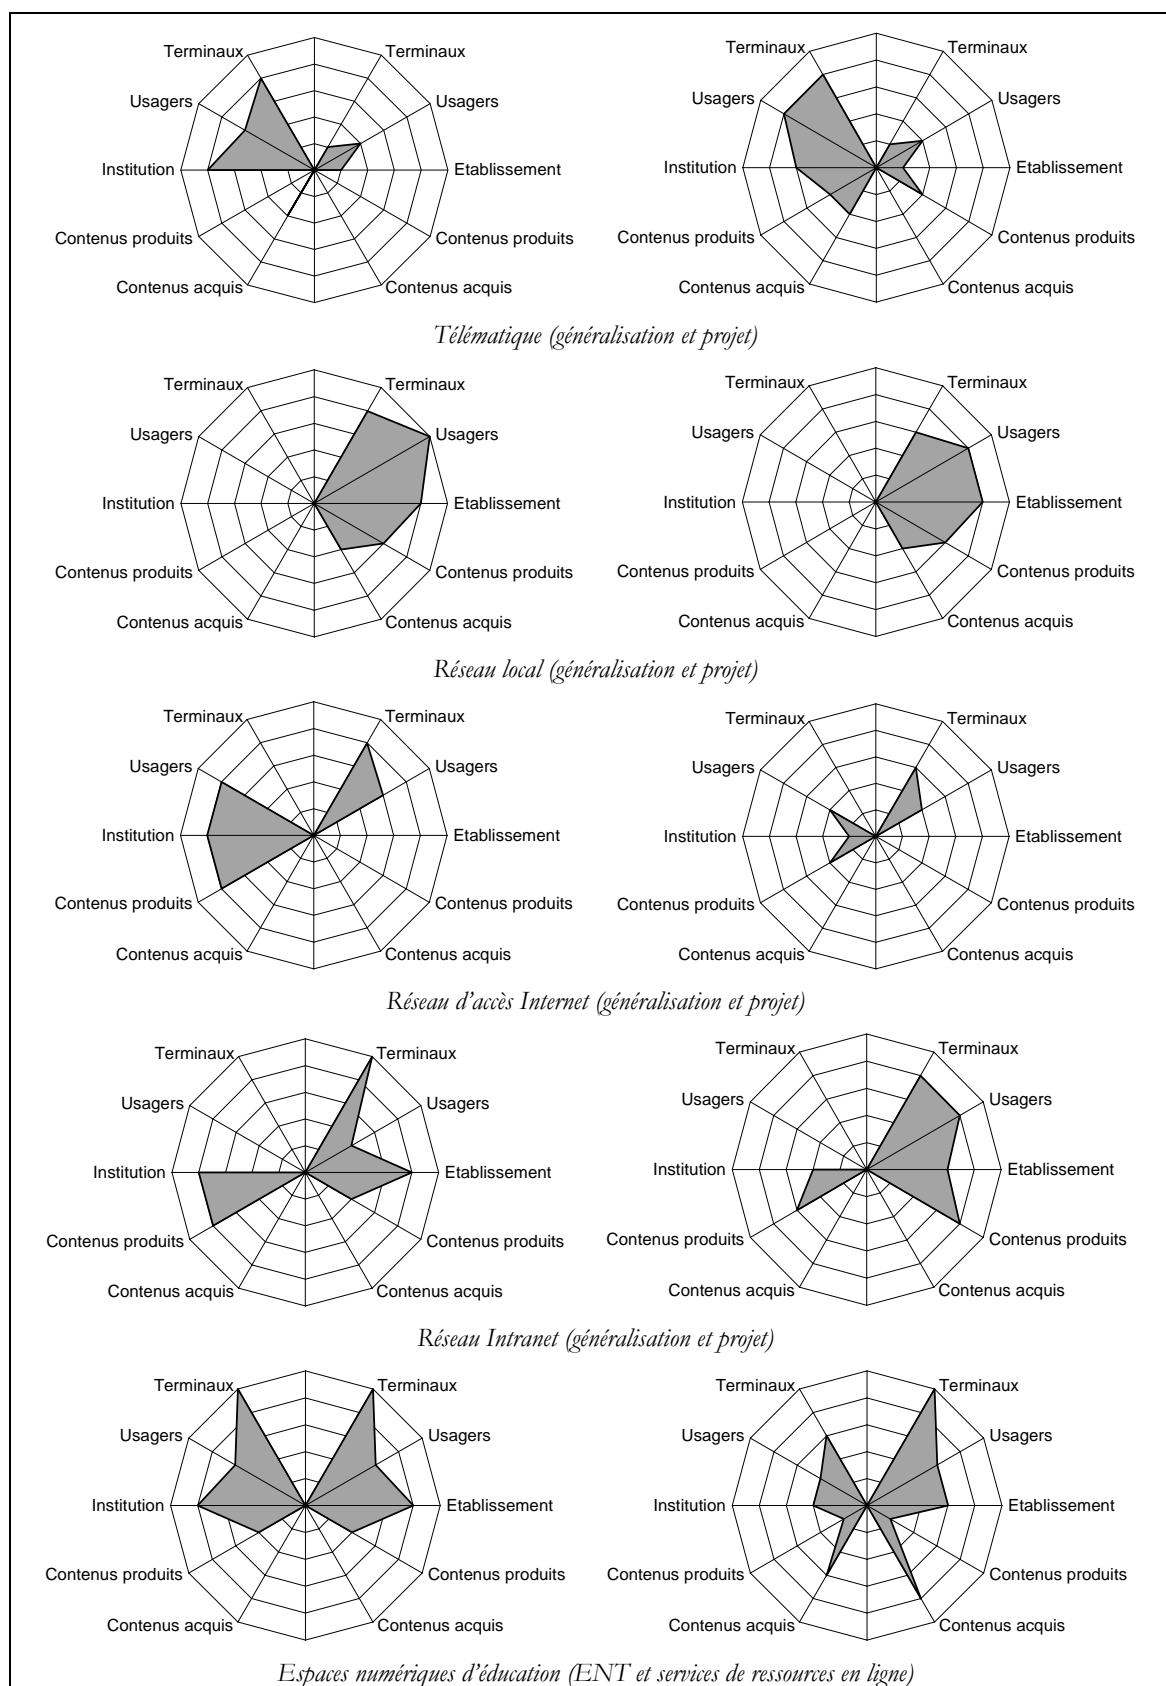 Terminaux Terminaux Terminaux Terminaux
Usagers Usagers Usagers Usagers
Institution Etablissement Institution Etablissement
Contenus produits Contenus produits Contenus produits Contenus produits
Contenus acquis Contenus acquis Contenus acquis Contenus acquis
Télématique (généralisation et projet)
Terminaux Terminaux Terminaux Terminaux
Usagers Usagers Usagers Usagers
Institution Etablissement Institution Etablissement
Contenus produits Contenus produits Contenus produits Contenus produits
Contenus acquis Contenus acquis Contenus acquis Contenus acquis
Réseau local (généralisation et projet)
Terminaux Terminaux Terminaux Terminaux
Usagers Usagers Usagers Usagers
Institution Etablissement Institution Etablissement
Contenus produits Contenus produits Contenus produits Contenus produits
Contenus acquis Contenus acquis Contenus acquis Contenus acquis
Réseau d'accès Internet (généralisation et projet)
Terminaux Terminaux Terminaux Terminaux
Usagers Usagers Usagers Usagers
Institution Etablissement Institution Etablissement
Contenus produits Contenus produits Contenus produits Contenus produits
Contenus acquis Contenus acquis Contenus acquis Contenus acquis
Réseau Intranet (généralisation et projet)
Terminaux Terminaux Terminaux Terminaux
Usagers Usagers Usagers Usagers
Institution Etablissement Institution Etablissement
Contenus produits Contenus produits Contenus produits Contenus produits
Contenus acquis Contenus acquis Contenus acquis Contenus acquis
Espaces numériques d'éducation (ENT et services de ressources en ligne)